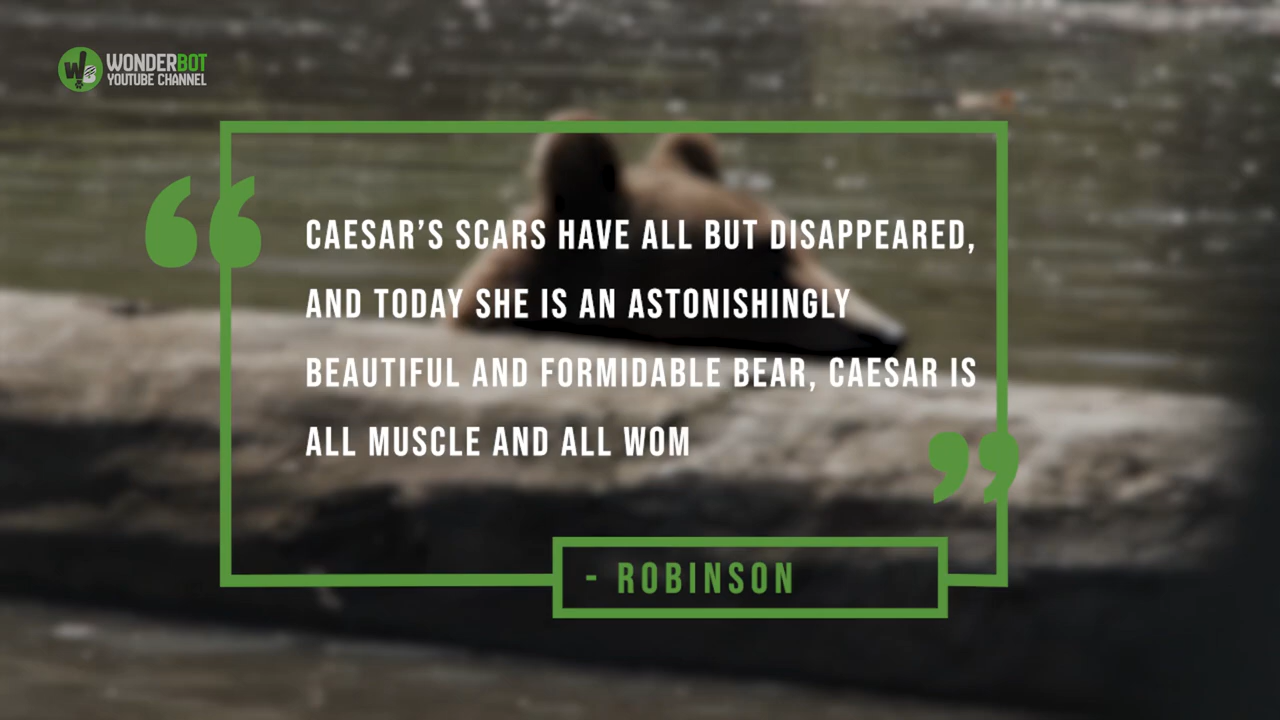 WONDERBOT
YOUTUBE CHANNEL
CAESAR’S SCARS HAVE ALL BUT DISAPPEARED,
AND TODAY SHE IS AN ASTONISHINGLY
BEAUTIFUL AND FORMIDABLE BEAR, CAESAR IS
ALL MUSCLE AND ALL WOM
- ROBINSON